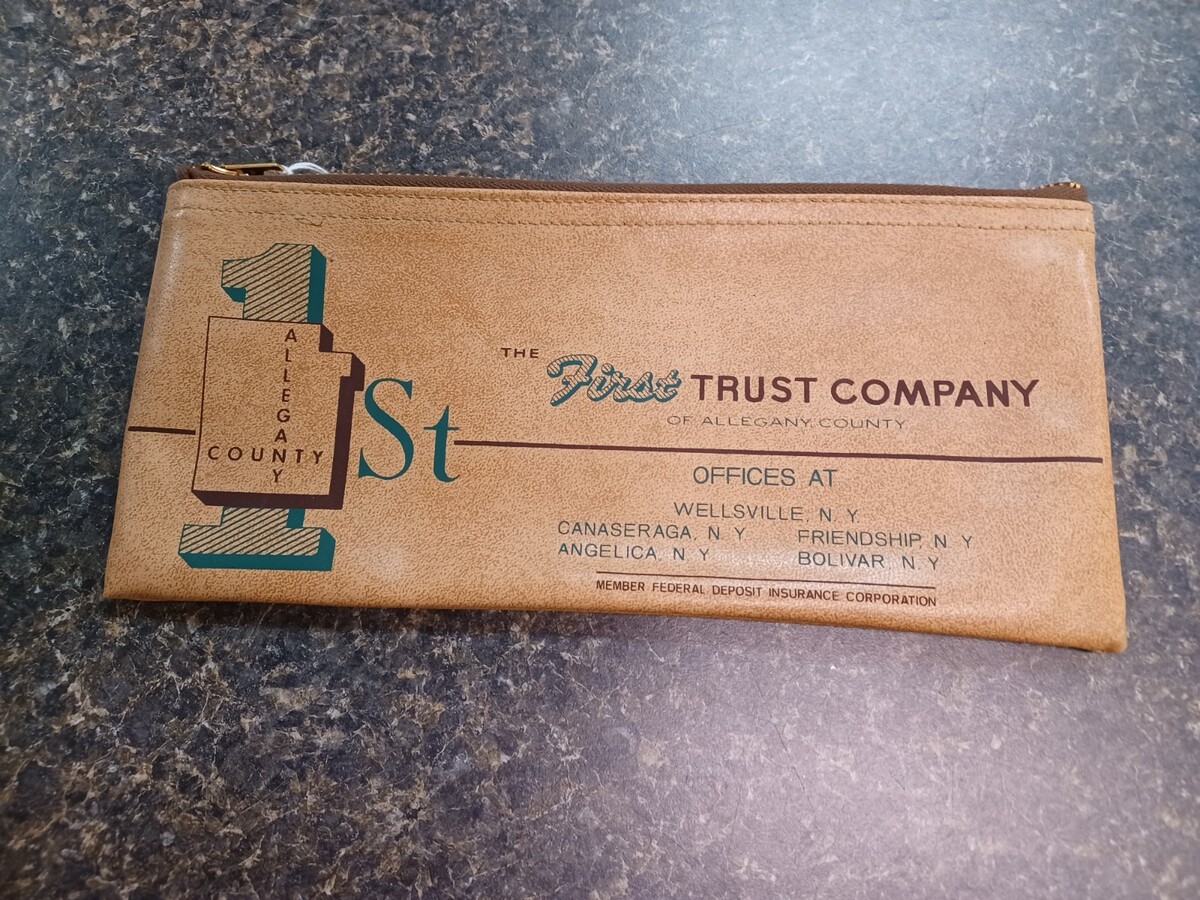 1St
ALLEGANY
COUNTY
THE First TRUST COMPANY
OF ALLEGANY COUNTY
OFFICES AT
WELLSVILLE, N. Y.
CANASERAGA, N Y FRIENDSHIP, N Y
ANGELICA, N Y BOLIVAR N.Y
MEMBER FEDERAL DEPOSIT INSURANCE CORPORATION